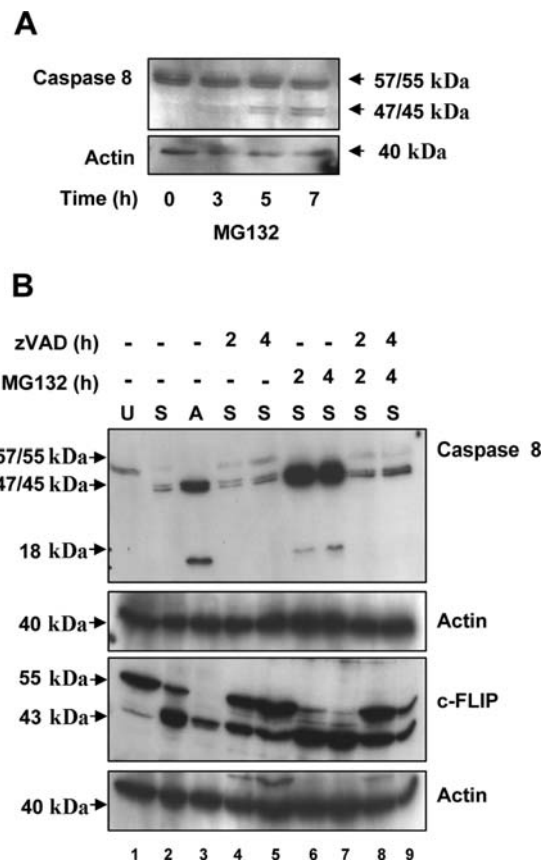 A
Caspase 8
57/55 kDa
47/45 kDa
Actin
40 kDa
Time (h) 0 3 5 7
MG132
B
zVAD (h) - - - 2 4 - - 2 4
MG132 (h) - - - - - 2 4 2 4
U S A S S S S S S
57/55 kDa
Caspase 8
47/45 kDa
18 kDa
40 kDa
Actin
55 kDa
43 kDa
c-FLIP
Actin
40 kDa
1 2 3 4 5 6 7 8 9